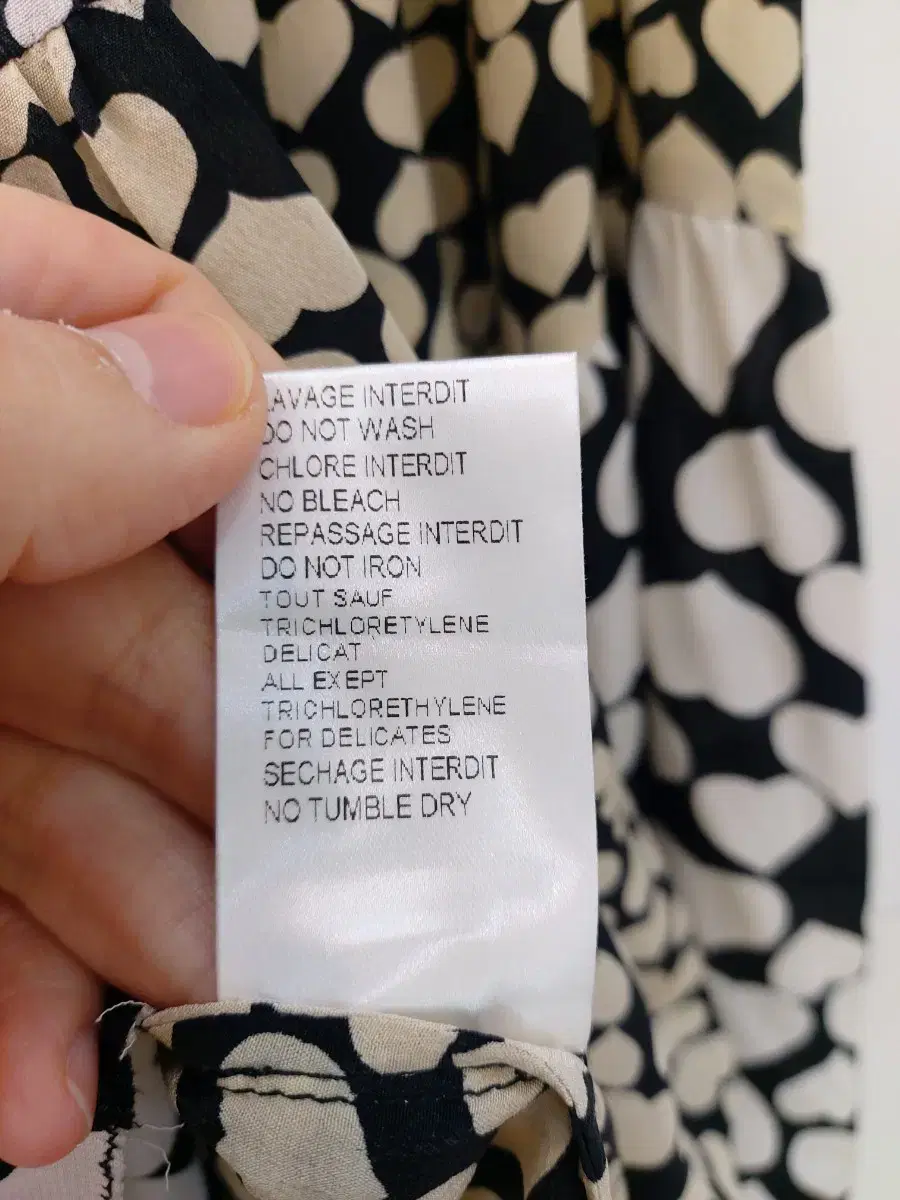 LAVAGE INTERDIT
DO NOT WASH
CHLORE INTERDIT
NO BLEACH
REPASSAGE INTERDIT
DO NOT IRON
TOUT SAUF
TRICHLORETYLENE
DELICAT
ALL EXEPT
TRICHLORETHYLENE
FOR DELICATES
SECHAGE INTERDIT
NO TUMBLE DRY